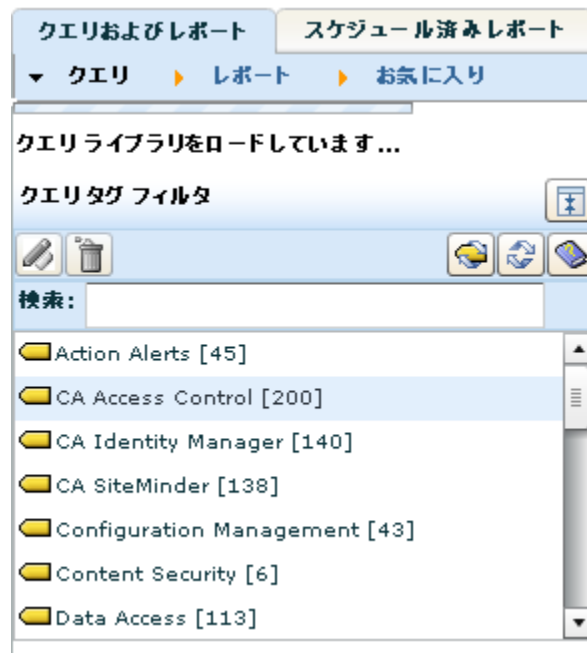 クエリおよびレポート スケジュール済みレポート
クエリ レポート お気に入り
クエリ ライブラリをロードしています...
クエリ タグ フィルタ
検索:
Action Alerts [45]
CA Access Control [200]
CA Identity Manager [140]
CA SiteMinder [138]
Configuration Management [43]
Content Security [6]
Data Access [113]